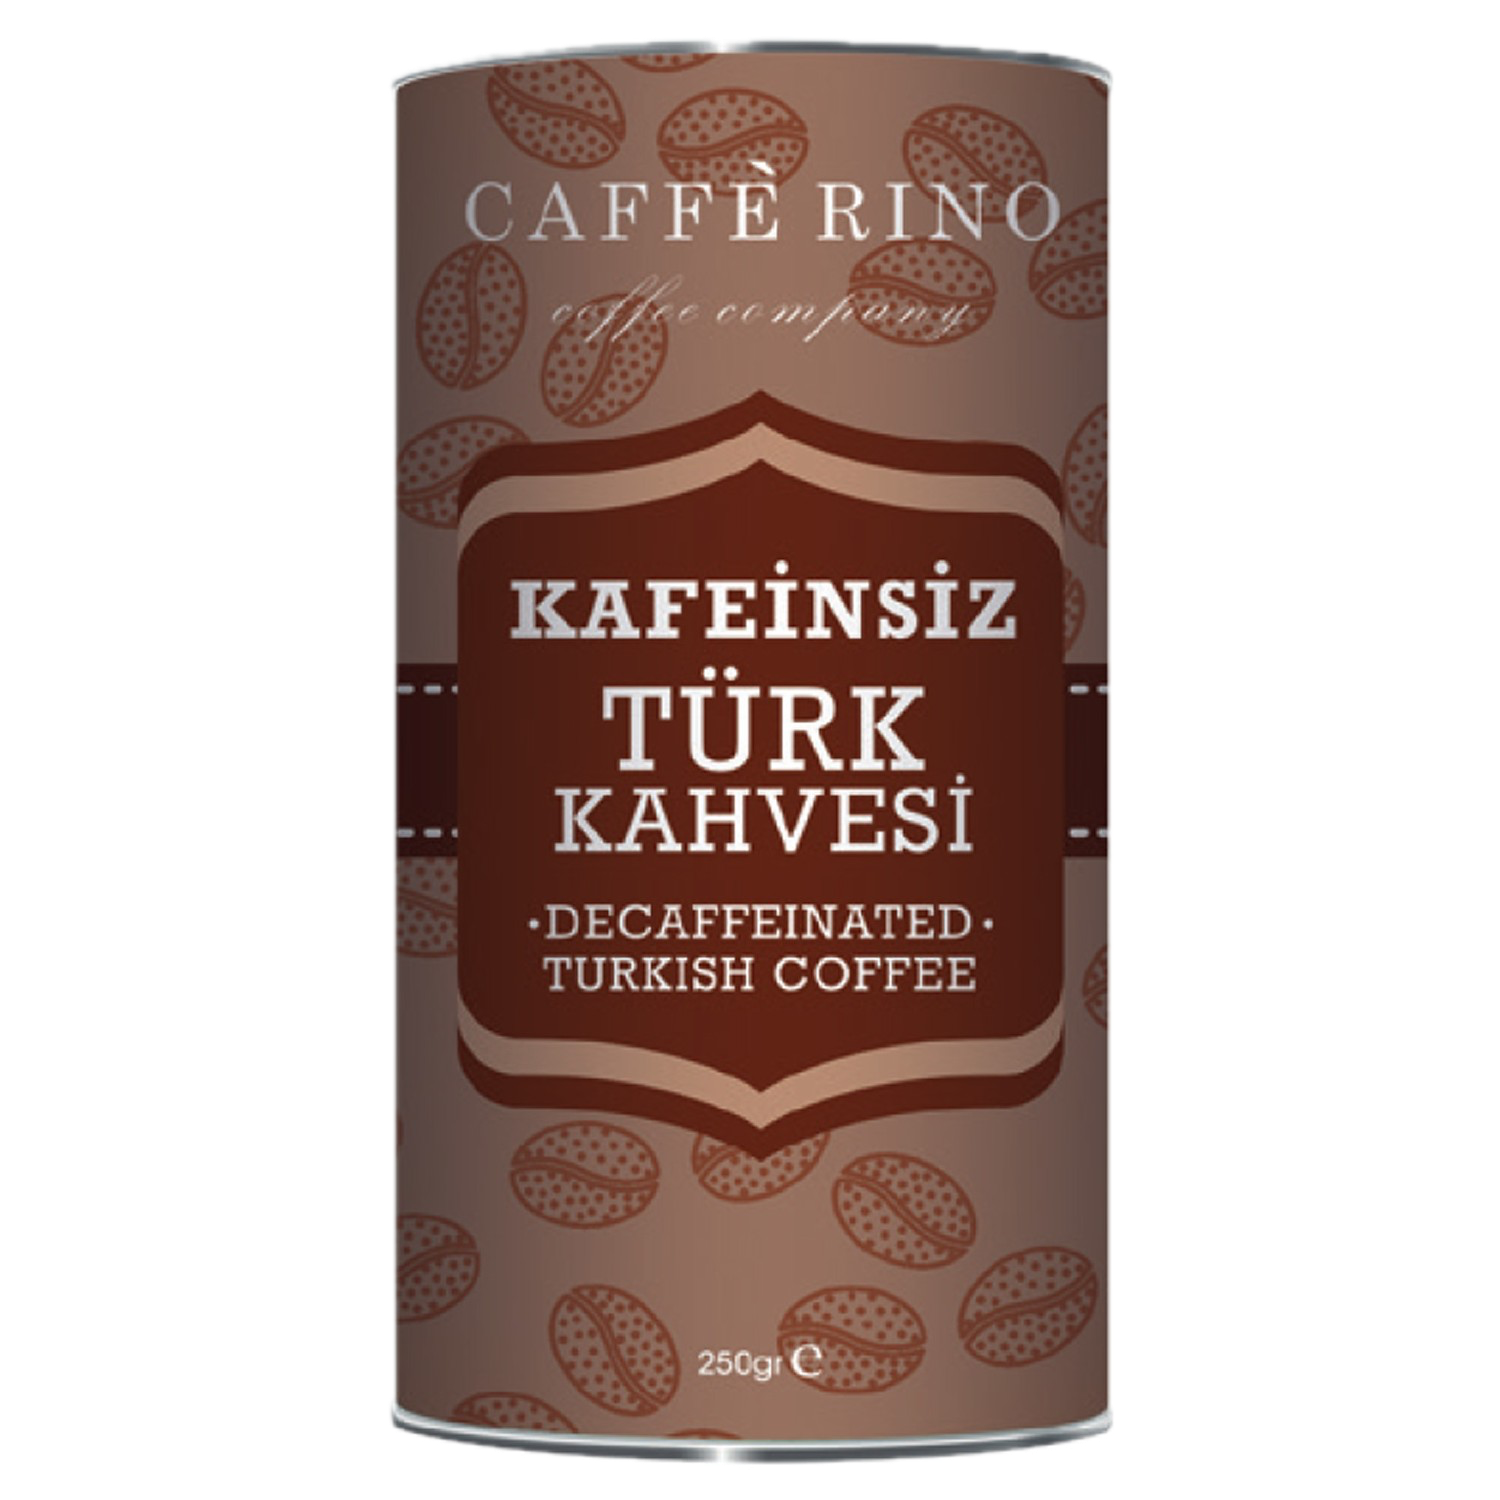 CAFFÈ RINO
coffee company
KAFEİNSİZ
TÜRK
KAHVESİ
·DECAFFEINATED·
TURKISH COFFEE
250gr ℮